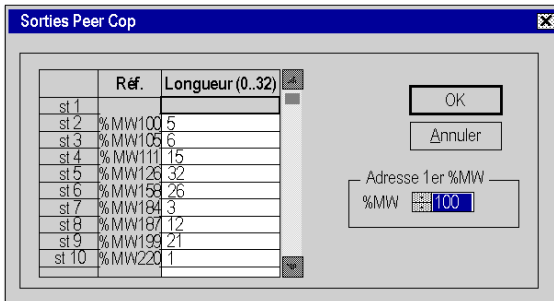 Sorties Peer Cop
Réf. Longueur (0..32)
st 1
st 2 %MW100 5
st 3 %MW105 6
st 4 %MW111 15
st 5 %MW126 32
st 6 %MW158 26
st 7 %MW184 3
st 8 %MW187 12
st 9 %MW199 21
st 10 %MW220 1
OK
Annuler
Adresse 1er %MW
%MW 100